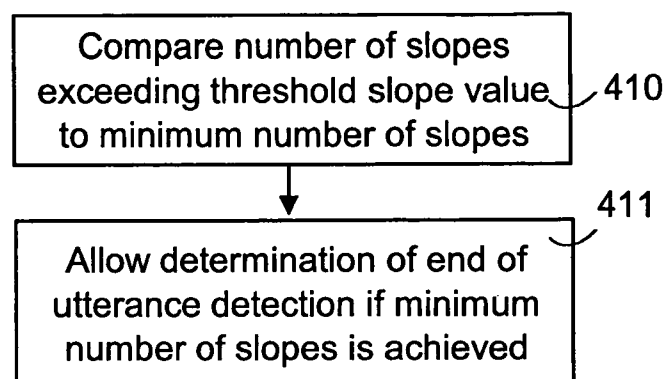 Compare number of slopes
exceeding threshold slope value
to minimum number of slopes
410
411
Allow determination of end of
utterance detection if minimum
number of slopes is achieved